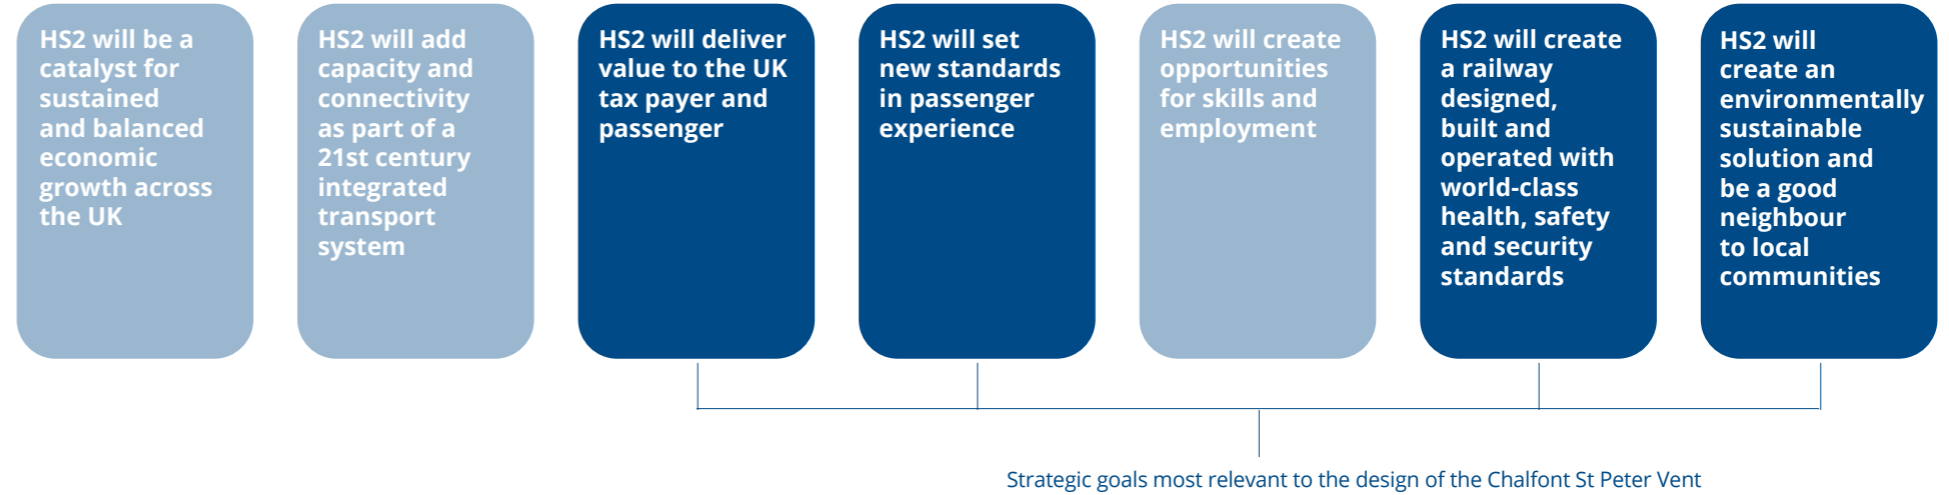 HS2 will be a
catalyst for
sustained
and balanced
economic
growth across
the UK
HS2 will add
capacity and
connectivity
as part of a
21st century
integrated
transport
system
HS2 will deliver
value to the UK
tax payer and
passenger
HS2 will set
new standards
in passenger
experience
HS2 will create
opportunities
for skills and
employment
HS2 will create
a railway
designed,
built and
operated with
world-class
health, safety
and security
standards
HS2 will
create an
environmentally
sustainable
solution and
be a good
neighbour
to local
communities
Strategic goals most relevant to the design of the Chalfont St Peter Vent